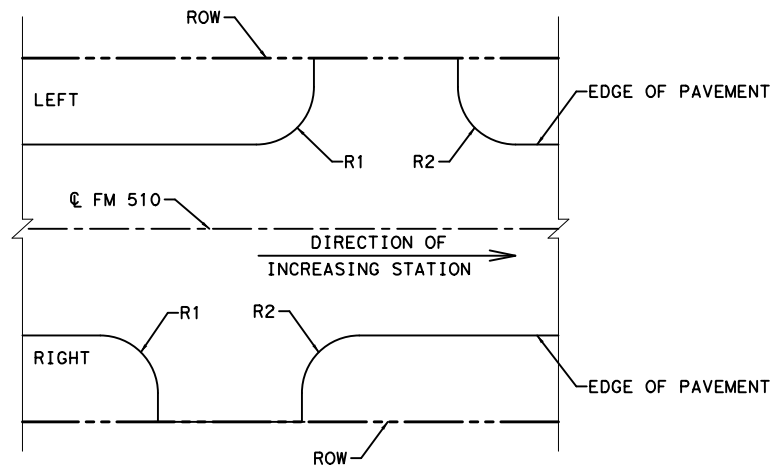 ROW
LEFT
EDGE OF PAVEMENT
R1
R2
℄ FM 510
DIRECTION OF
INCREASING STATION
R1
R2
RIGHT
EDGE OF PAVEMENT
ROW